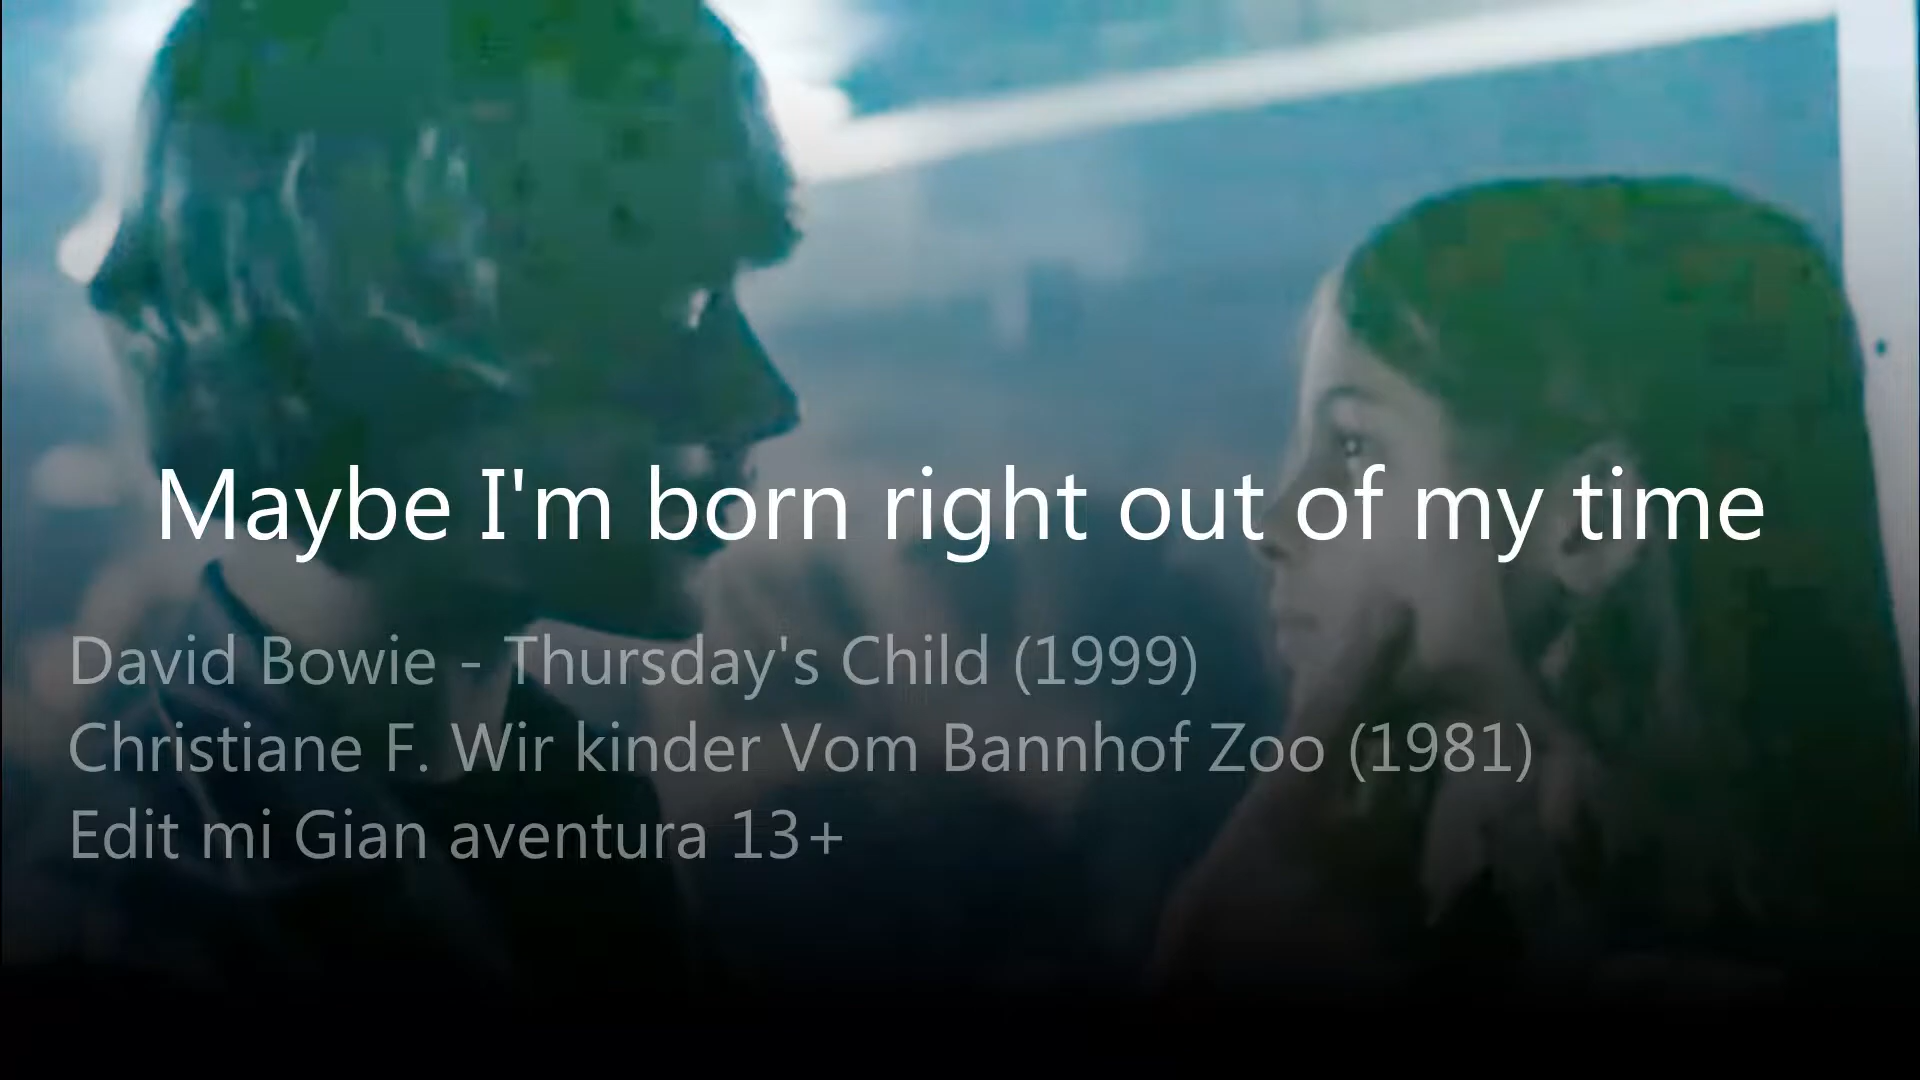 Maybe I'm born right out of my time
David Bowie - Thursday's Child (1999)
Christiane F. Wir kinder Vom Bannhof Zoo (1981)
Edit mi Gian aventura 13+